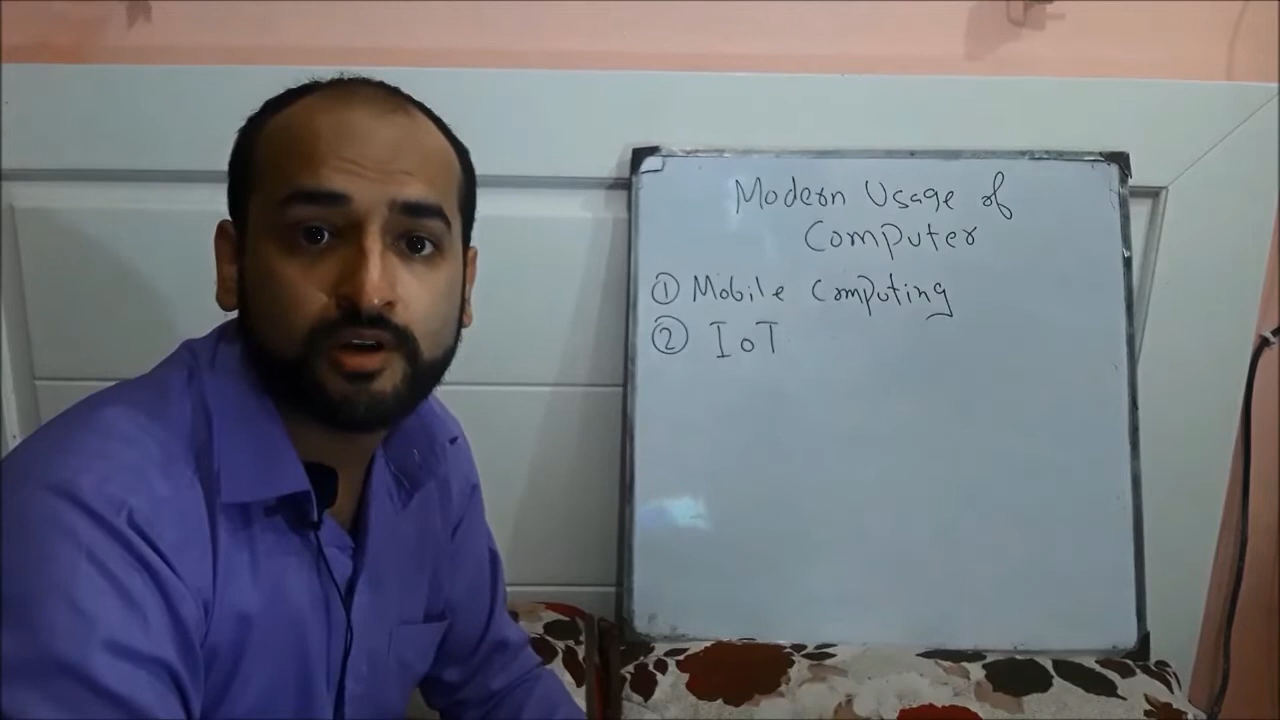 Modern Usage of
Computer
① Mobile Computing
② IoT